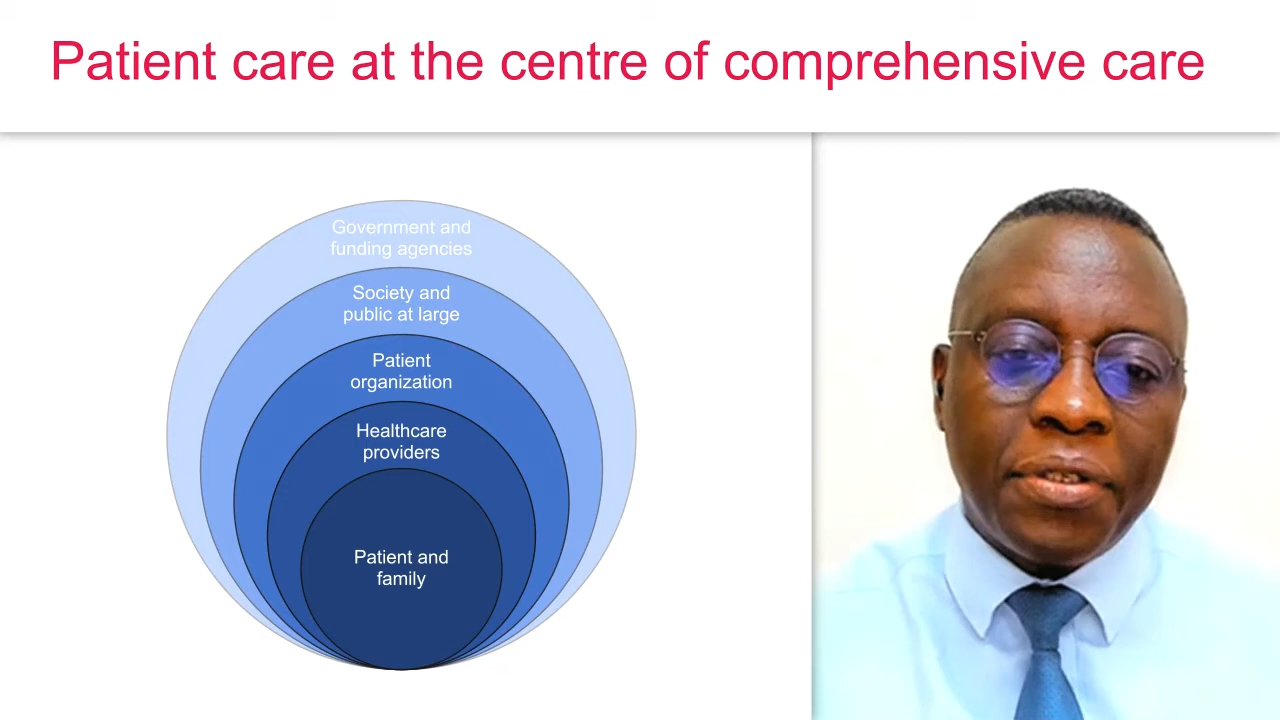 Patient care at the centre of comprehensive care
Government and
funding agencies
Society and
public at large
Patient
organization
Healthcare
providers
Patient and
family